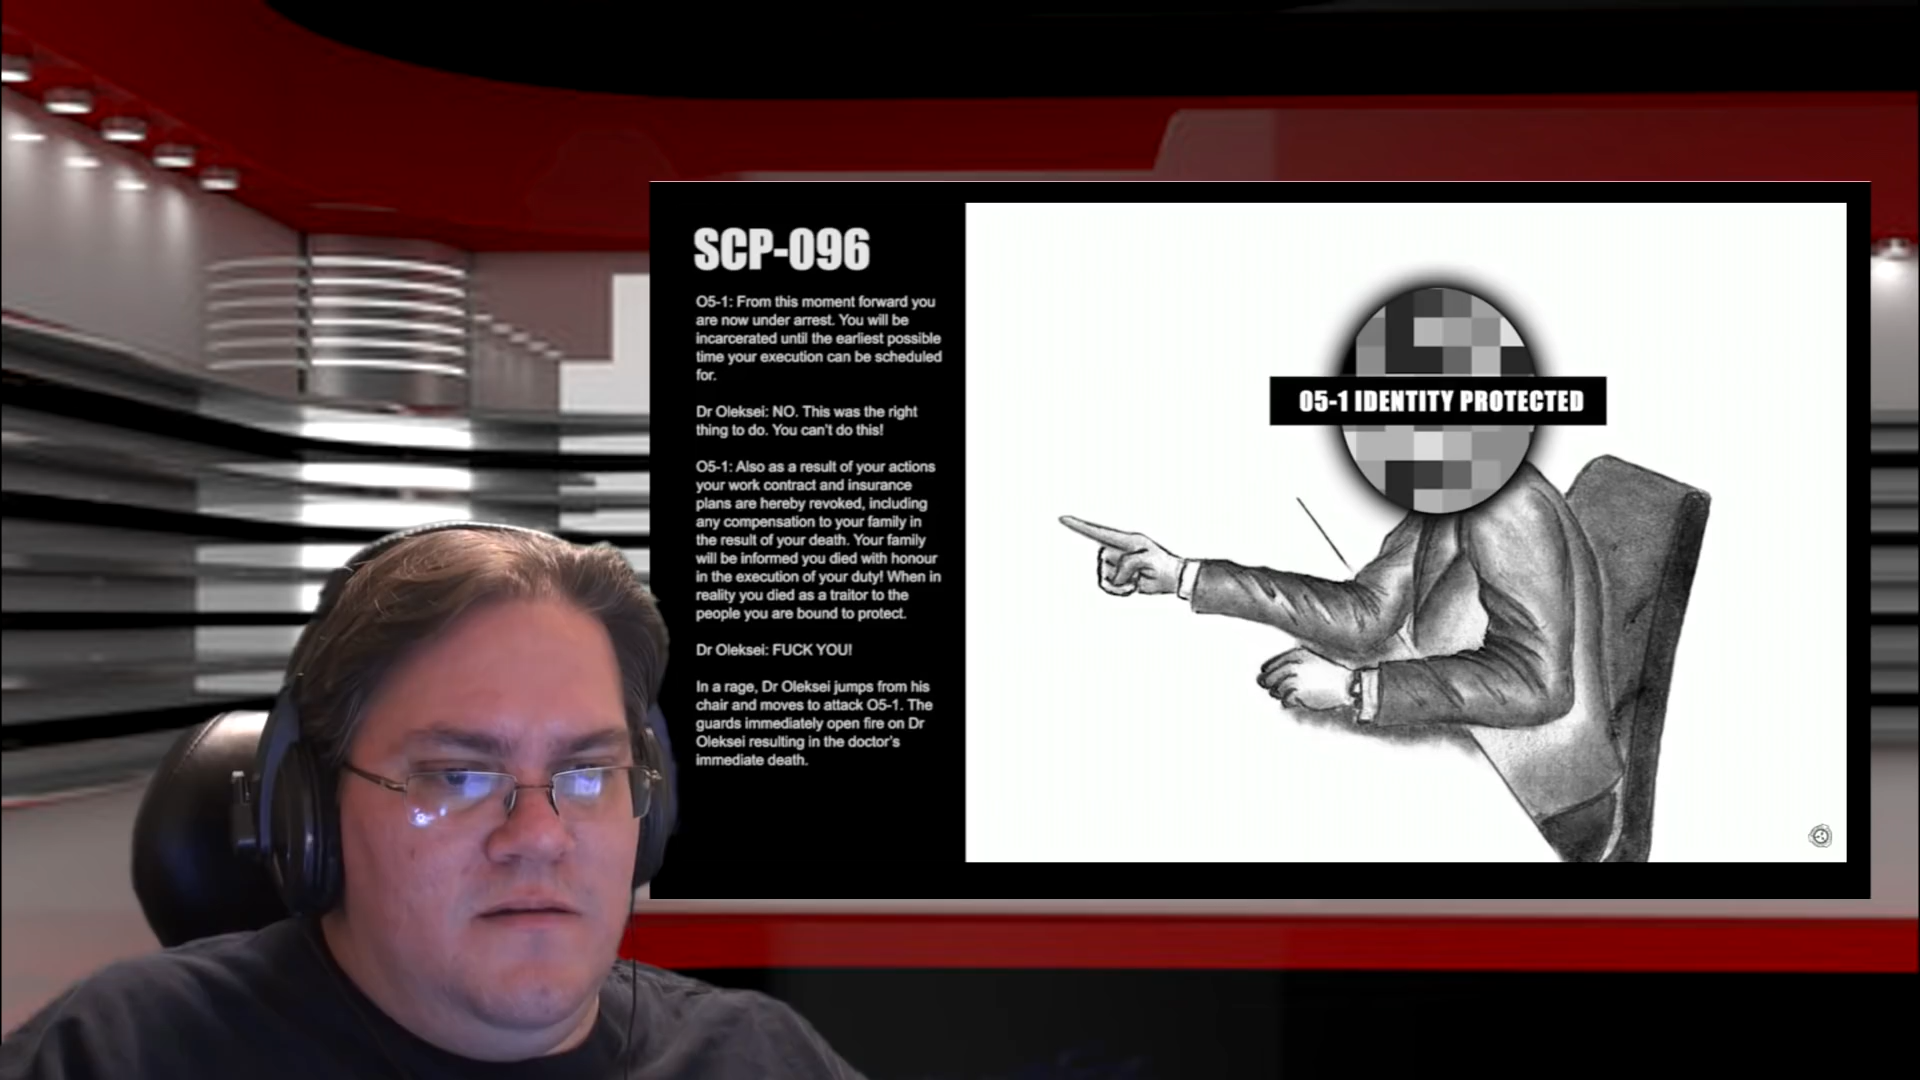 SCP-096
O5-1: From this moment forward you
are now under arrest. You will be
incarcerated until the earliest possible
time your execution can be scheduled
for.
Dr Oleksei: NO. This was the right
thing to do. You can't do this!
O5-1: Also as a result of your actions
your work contract and insurance
plans are hereby revoked, including
any compensation to your family in
the result of your death. Your family
will be informed you died with honour
in the execution of your duty! When in
reality you died as a traitor to the
people you are bound to protect.
Dr Oleksei: FUCK YOU!
In a rage, Dr Oleksei jumps from his
chair and moves to attack O5-1. The
guards immediately open fire on Dr
Oleksei resulting in the doctor's
immediate death.
O5-1 IDENTITY PROTECTED